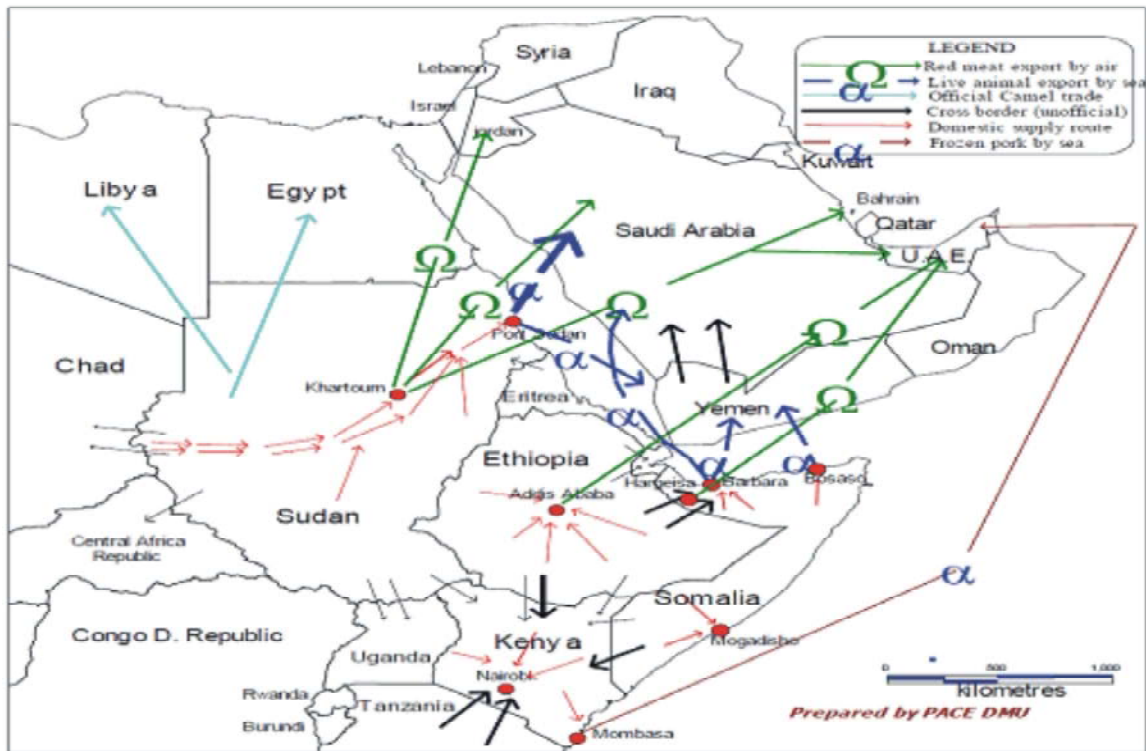 LEGEND
Ω Red meat export by air
α Live animal export by sea
Official Camel trade
Cross border (unofficial)
Domestic supply route
α Frozen pork by sea
Syria
Lebanon
Iraq
Israel
Jordan
Kuwait
Libya
Egypt
Bahrain
Saudi Arabia
Qatar
U.A.E.
Ω
Ω
Ω
α
Port Sudan
Ω
Oman
Chad
α
Khartoum
Eritrea
Yemen
Ω
α
Ethiopia
α
α
Hargeisa
Barbara
Bosaso
Addis Ababa
Sudan
Central Africa
Republic
α
Somalia
Congo D. Republic
Kenya
Mogadisho
Uganda
Nairobi
Rwanda
Tanzania
Burundi
Mombasa
0 500 1,000
kilometres
Prepared by PACE DMU